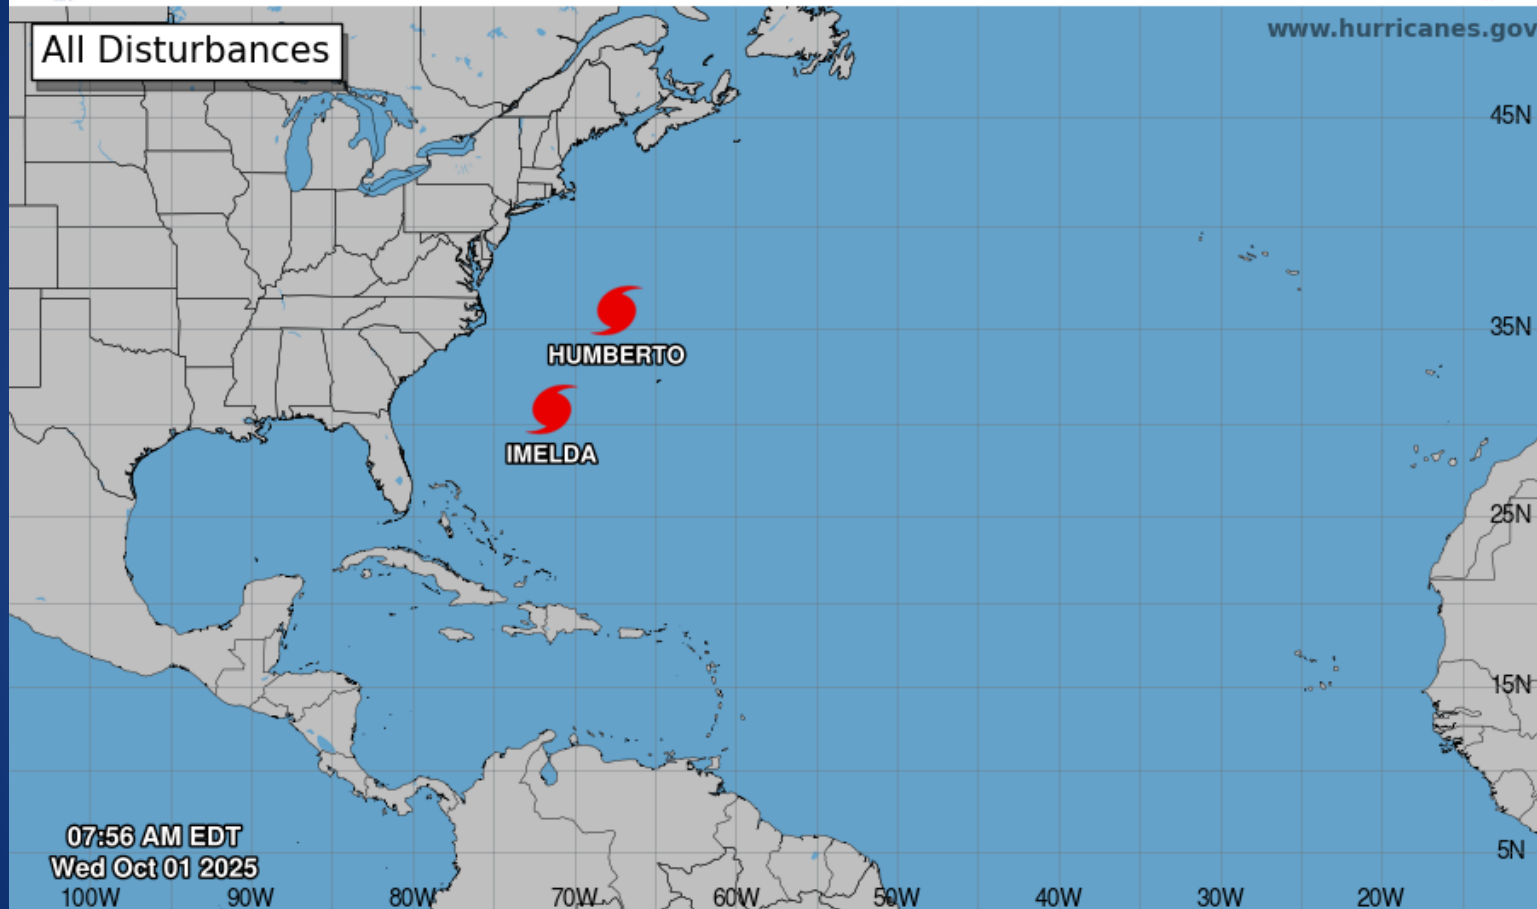 All Disturbances
www.hurricanes.gov
45N
35N
HUMBERTO
IMELDA
25N
15N
07:56 AM EDT
Wed Oct 01 2025
5N
100W 90W 80W 70W 60W 50W 40W 30W 20W